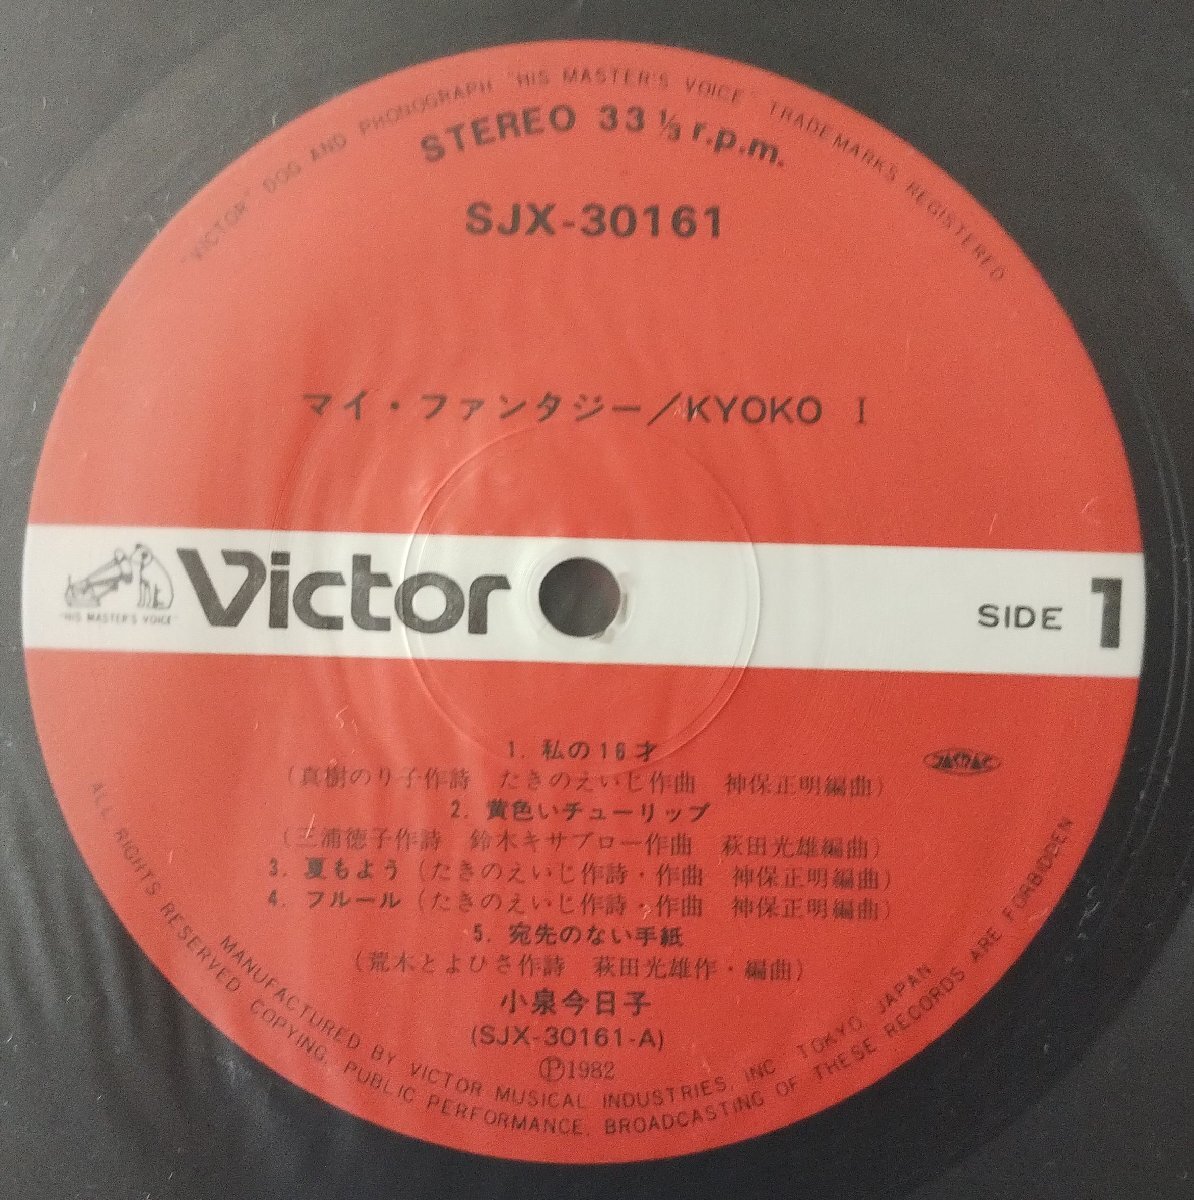 "VICTOR" DOG AND PHONOGRAPH "HIS MASTER'S VOICE" TRADEMARKS REGISTERED
STEREO 33 ⅓ r.p.m.
SJX-30161
マイ・ファンタジー/KYOKO I
"HIS MASTER'S VOICE"
Victor
SIDE 1
1. 私の16才
(真樹のり子作詩 たきのえいじ作曲 神保正明編曲)
JASRAC
2. 黄色いチューリップ
(三浦徳子作詩 鈴木キサブロー作曲 萩田光雄編曲)
3. 夏もよう (たきのえいじ作詩・作曲 神保正明編曲)
4. フルール (たきのえいじ作詩・作曲 神保正明編曲)
5. 宛先のない手紙
(荒木とよひさ作詩 萩田光雄作・編曲)
小泉今日子
(SJX-30161-A)
Ⓟ1982
MANUFACTURED BY VICTOR MUSICAL INDUSTRIES, INC TOKYO JAPAN
ALL RIGHTS RESERVED COPYING, PUBLIC PERFORMANCE, BROADCASTING OF THESE RECORDS ARE FORBIDDEN